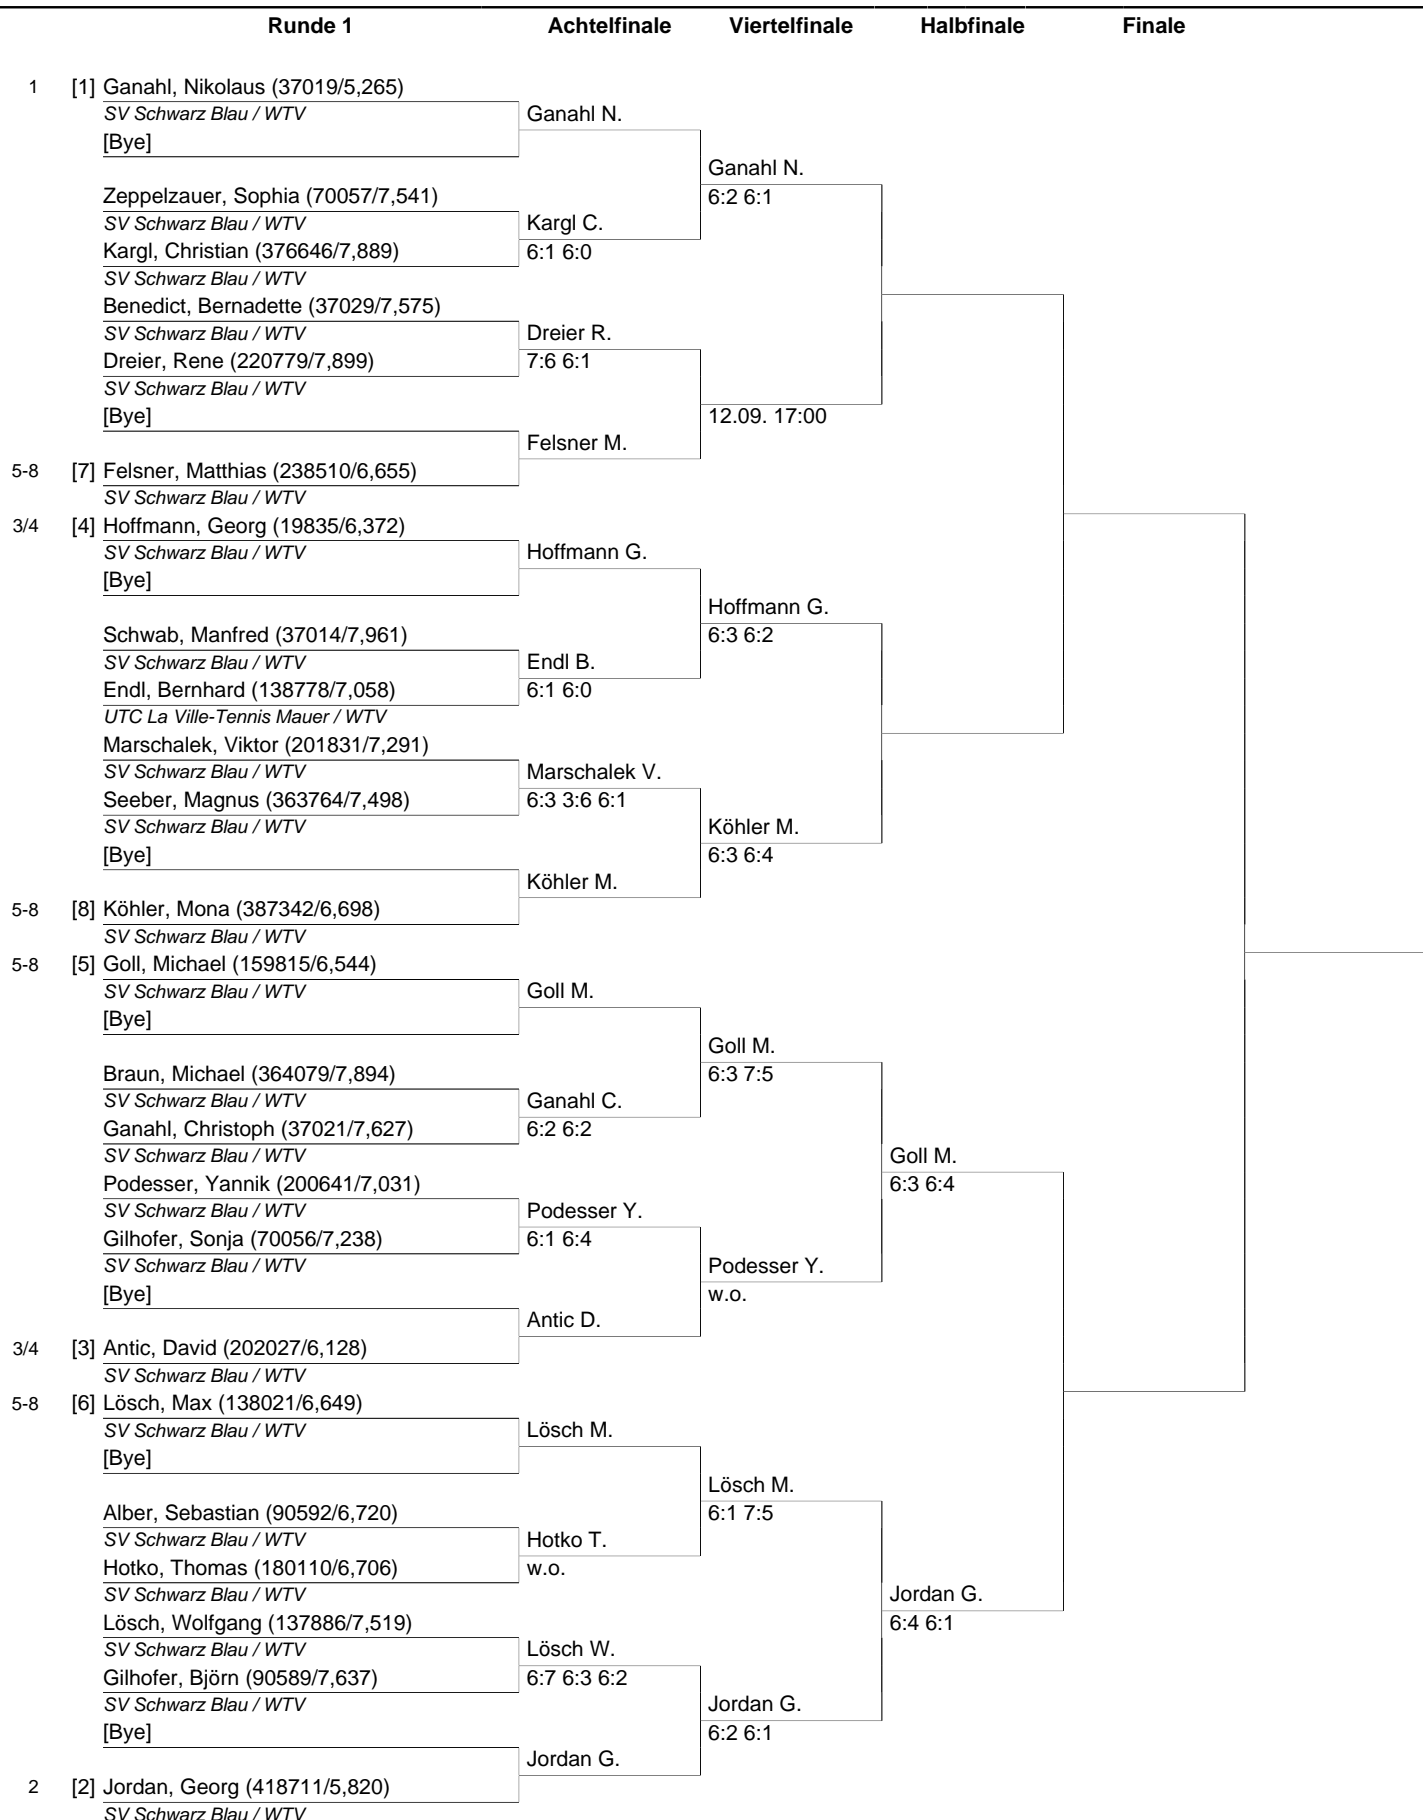 Runde 1 Achtelfinale Viertelfinale Halbfinale Finale
1 [1] Ganahl, Nikolaus (37019/5,265)
SV Schwarz Blau / WTV Ganahl N.
[Bye]
Ganahl N.
Zeppelzauer, Sophia (70057/7,541) 6:2 6:1
SV Schwarz Blau / WTV Kargl C.
Kargl, Christian (376646/7,889) 6:1 6:0
SV Schwarz Blau / WTV
Benedict, Bernadette (37029/7,575)
SV Schwarz Blau / WTV Dreier R.
Dreier, Rene (220779/7,899) 7:6 6:1
SV Schwarz Blau / WTV
[Bye] 12.09. 17:00
Felsner M.
5-8 [7] Felsner, Matthias (238510/6,655)
SV Schwarz Blau / WTV
3/4 [4] Hoffmann, Georg (19835/6,372)
SV Schwarz Blau / WTV Hoffmann G.
[Bye]
Hoffmann G.
Schwab, Manfred (37014/7,961) 6:3 6:2
SV Schwarz Blau / WTV Endl B.
Endl, Bernhard (138778/7,058) 6:1 6:0
UTC La Ville-Tennis Mauer / WTV
Marschalek, Viktor (201831/7,291)
SV Schwarz Blau / WTV Marschalek V.
Seeber, Magnus (363764/7,498) 6:3 3:6 6:1
SV Schwarz Blau / WTV Köhler M.
[Bye] 6:3 6:4
Köhler M.
5-8 [8] Köhler, Mona (387342/6,698)
SV Schwarz Blau / WTV
5-8 [5] Goll, Michael (159815/6,544)
SV Schwarz Blau / WTV Goll M.
[Bye]
Goll M.
Braun, Michael (364079/7,894) 6:3 7:5
SV Schwarz Blau / WTV Ganahl C.
Ganahl, Christoph (37021/7,627) 6:2 6:2
SV Schwarz Blau / WTV Goll M.
Podesser, Yannik (200641/7,031) 6:3 6:4
SV Schwarz Blau / WTV Podesser Y.
Gilhofer, Sonja (70056/7,238) 6:1 6:4
SV Schwarz Blau / WTV Podesser Y.
[Bye] w.o.
Antic D.
3/4 [3] Antic, David (202027/6,128)
SV Schwarz Blau / WTV
5-8 [6] Lösch, Max (138021/6,649)
SV Schwarz Blau / WTV Lösch M.
[Bye]
Lösch M.
Alber, Sebastian (90592/6,720) 6:1 7:5
SV Schwarz Blau / WTV Hotko T.
Hotko, Thomas (180110/6,706) w.o.
SV Schwarz Blau / WTV Jordan G.
Lösch, Wolfgang (137886/7,519) 6:4 6:1
SV Schwarz Blau / WTV Lösch W.
Gilhofer, Björn (90589/7,637) 6:7 6:3 6:2
SV Schwarz Blau / WTV Jordan G.
[Bye] 6:2 6:1
Jordan G.
2 [2] Jordan, Georg (418711/5,820)
SV Schwarz Blau / WTV